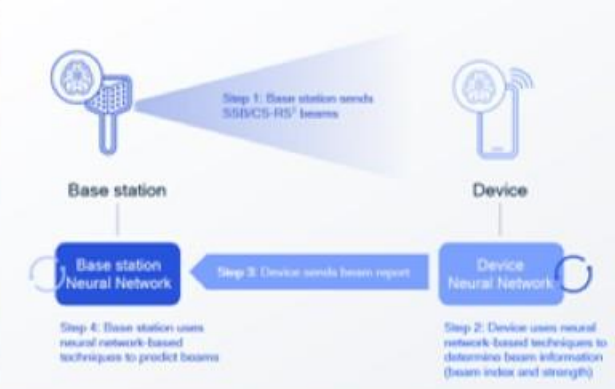 Step 1: Base station sends
SSB/CS-RS¹ beams
Base station
Device
Base station
Neural Network
Step 3: Device sends beam report
Device
Neural Network
Step 4: Base station uses
neural network-based
techniques to predict beams
Step 2: Device uses neural
network-based techniques to
determine beam information
(beam index and strength)